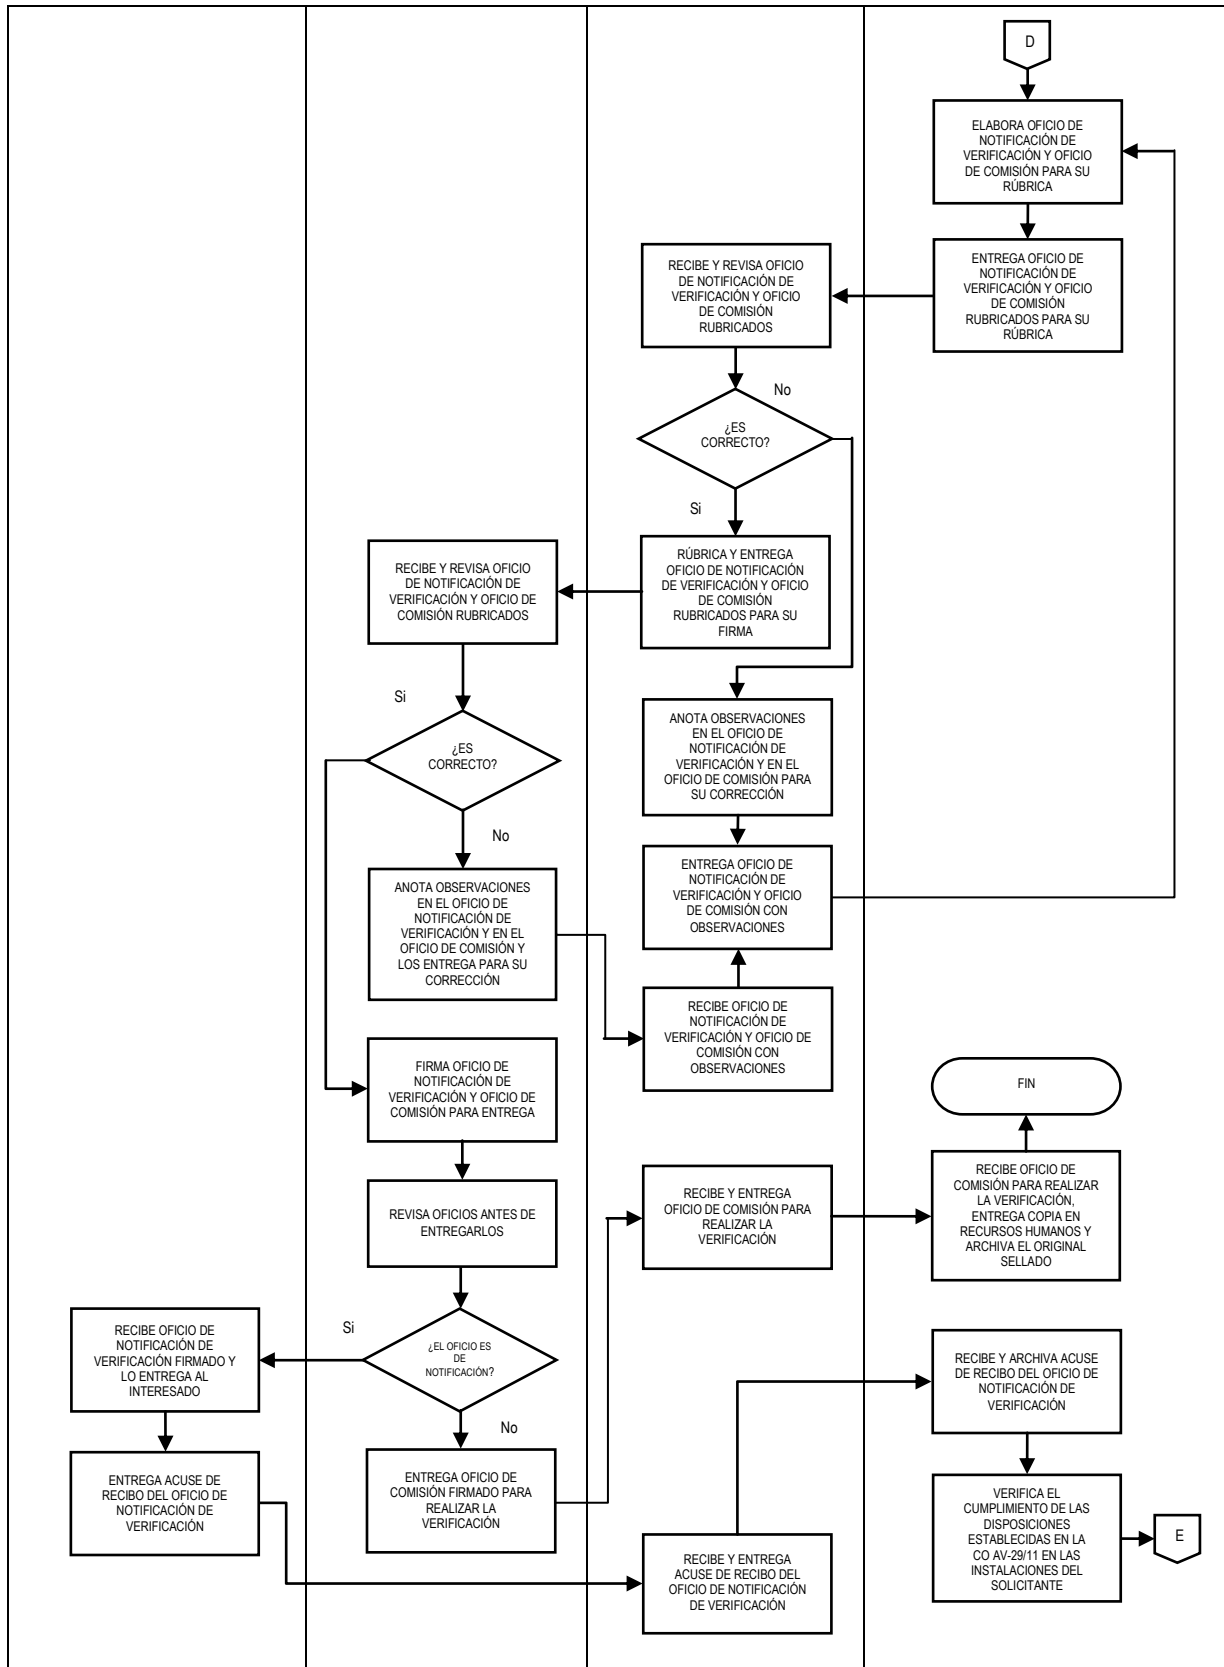 D
ELABORA OFICIO DE
NOTIFICACIÓN DE
VERIFICACIÓN Y OFICIO
DE COMISIÓN PARA SU
RÚBRICA
ENTREGA OFICIO DE
NOTIFICACIÓN DE
VERIFICACIÓN Y OFICIO
DE COMISIÓN
RUBRICADOS PARA SU
RÚBRICA
RECIBE Y REVISA OFICIO
DE NOTIFICACIÓN DE
VERIFICACIÓN Y OFICIO
DE COMISIÓN
RUBRICADOS
No
¿ES
CORRECTO?
Si
RÚBRICA Y ENTREGA
OFICIO DE NOTIFICACIÓN
DE VERIFICACIÓN Y OFICIO
DE COMISIÓN
RUBRICADOS PARA SU
FIRMA
RECIBE Y REVISA OFICIO
DE NOTIFICACIÓN DE
VERIFICACIÓN Y OFICIO DE
COMISIÓN RUBRICADOS
Si
¿ES
CORRECTO?
No
ANOTA OBSERVACIONES
EN EL OFICIO DE
NOTIFICACIÓN DE
VERIFICACIÓN Y EN EL
OFICIO DE COMISIÓN PARA
SU CORRECCIÓN
ENTREGA OFICIO DE
NOTIFICACIÓN DE
VERIFICACIÓN Y OFICIO
DE COMISIÓN CON
OBSERVACIONES
ANOTA OBSERVACIONES
EN EL OFICIO DE
NOTIFICACIÓN DE
VERIFICACIÓN Y EN EL
OFICIO DE COMISIÓN Y
LOS ENTREGA PARA SU
CORRECCIÓN
RECIBE OFICIO DE
NOTIFICACIÓN DE
VERIFICACIÓN Y OFICIO DE
COMISIÓN CON
OBSERVACIONES
FIRMA OFICIO DE
NOTIFICACIÓN DE
VERIFICACIÓN Y OFICIO DE
COMISIÓN PARA ENTREGA
FIN
REVISA OFICIOS ANTES DE
ENTREGARLOS
RECIBE Y ENTREGA
OFICIO DE COMISIÓN PARA
REALIZAR LA
VERIFICACIÓN
RECIBE OFICIO DE
COMISIÓN PARA REALIZAR
LA VERIFICACIÓN,
ENTREGA COPIA EN
RECURSOS HUMANOS Y
ARCHIVA EL ORIGINAL
SELLADO
Si
¿EL OFICIO ES
DE
NOTIFICACIÓN?
No
RECIBE OFICIO DE
NOTIFICACIÓN DE
VERIFICACIÓN FIRMADO Y
LO ENTREGA AL
INTERESADO
ENTREGA ACUSE DE
RECIBO DEL OFICIO DE
NOTIFICACIÓN DE
VERIFICACIÓN
ENTREGA OFICIO DE
COMISIÓN FIRMADO PARA
REALIZAR LA
VERIFICACIÓN
RECIBE Y ENTREGA
ACUSE DE RECIBO DEL
OFICIO DE NOTIFICACIÓN
DE VERIFICACIÓN
RECIBE Y ARCHIVA ACUSE
DE RECIBO DEL OFICIO DE
NOTIFICACIÓN DE
VERIFICACIÓN
VERIFICA EL
CUMPLIMIENTO DE LAS
DISPOSICIONES
ESTABLECIDAS EN LA
CO AV-29/11 EN LAS
INSTALACIONES DEL
SOLICITANTE
E